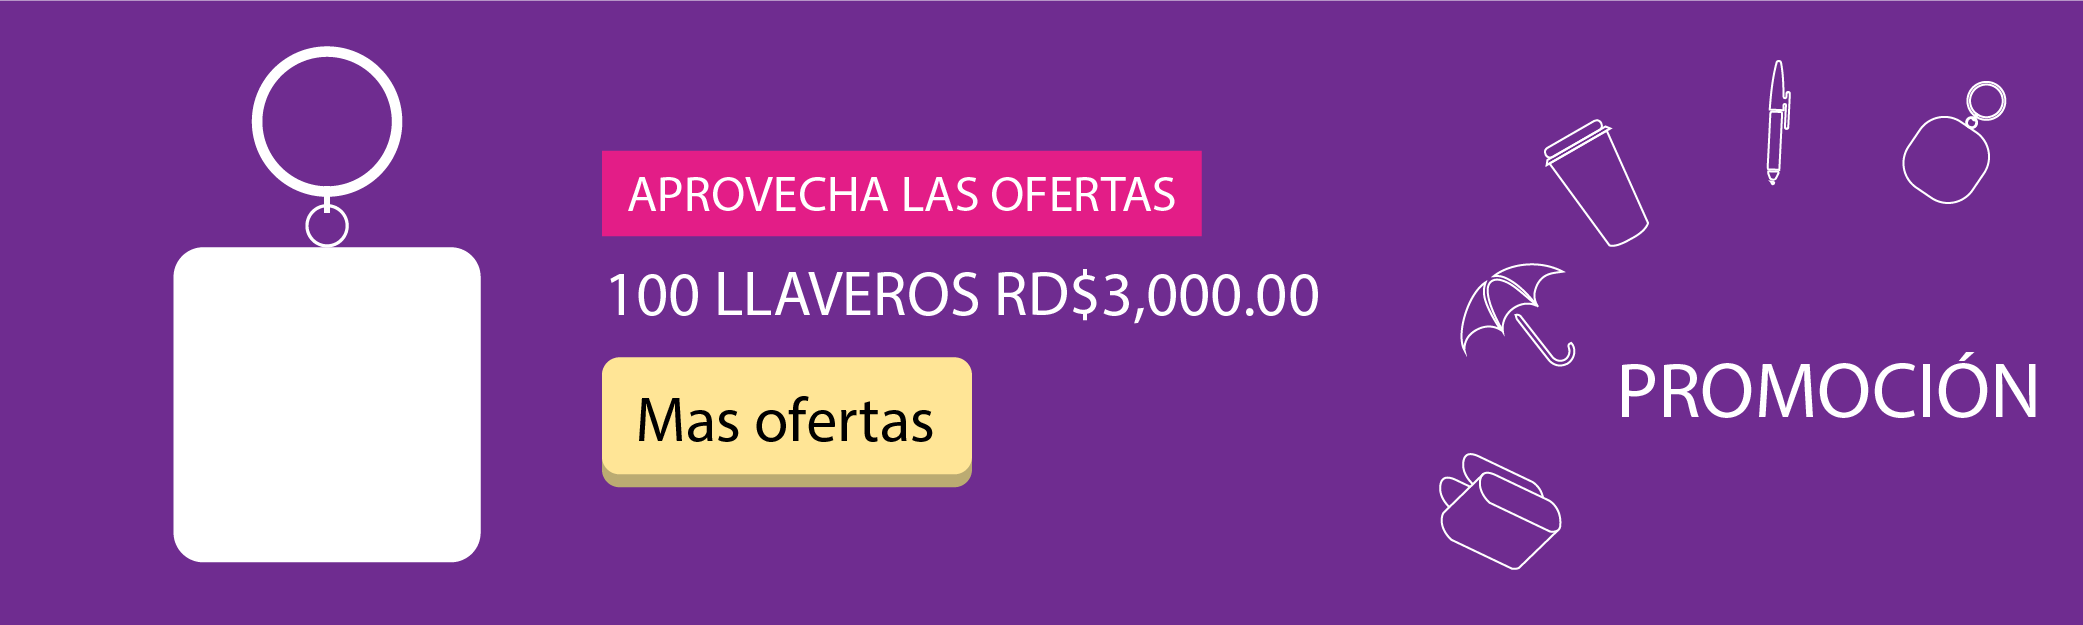 APROVECHA LAS OFERTAS
100 LLAVEROS RD$3,000.00
Mas ofertas
PROMOCIÓN